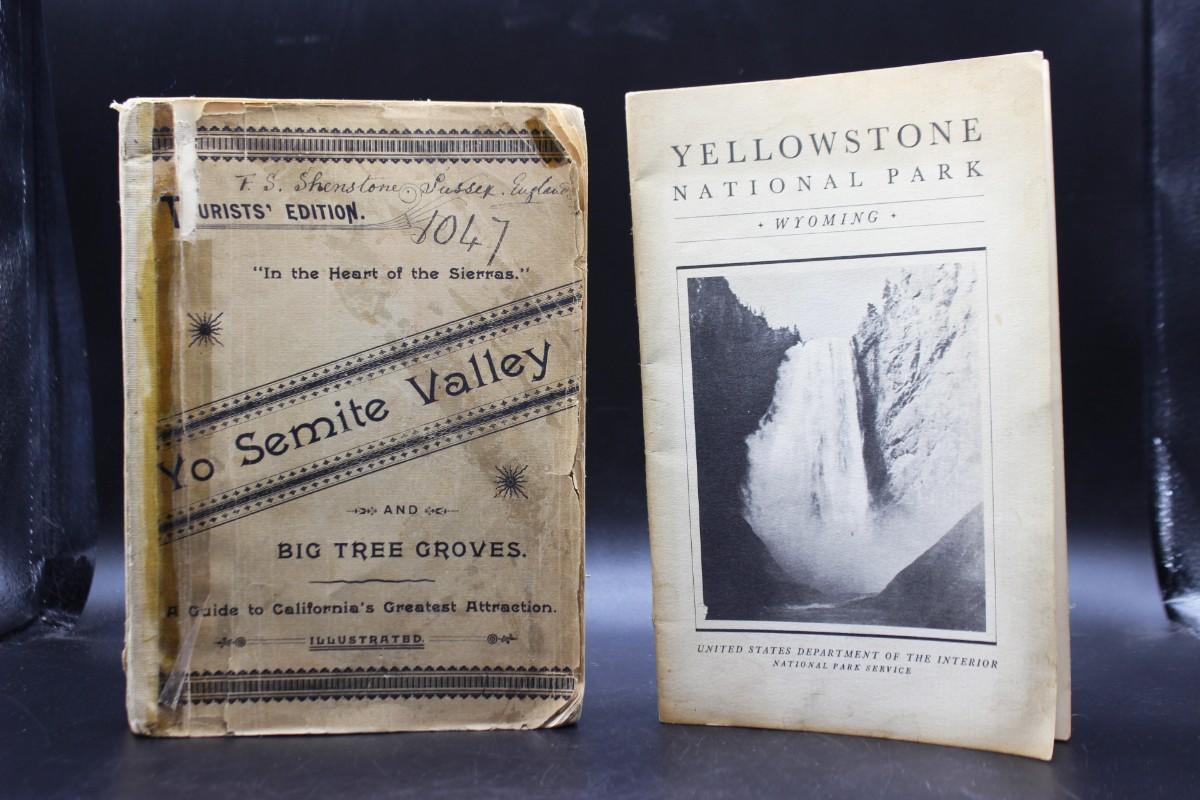 F. S. Shenstone, Sussex. England
TOURISTS' EDITION.
1047
"In the Heart of the Sierras."
Yo Semite Valley
AND
BIG TREE GROVES.
A Guide to California's Greatest Attraction.
ILLUSTRATED.
YELLOWSTONE
NATIONAL PARK
WYOMING
UNITED STATES DEPARTMENT OF THE INTERIOR
NATIONAL PARK SERVICE